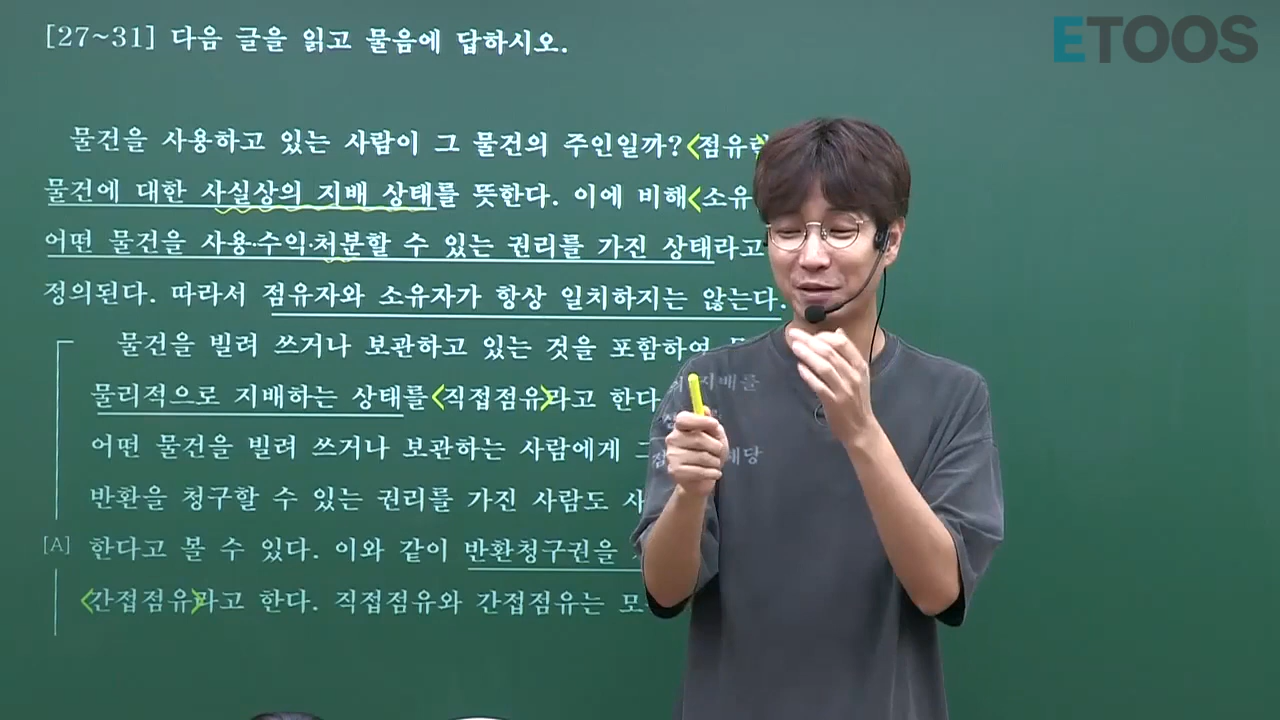 [27~31] 다음 글을 읽고 물음에 답하시오.
ETOOS
물건을 사용하고 있는 사람이 그 물건의 주인일까? <점유
물건에 대한 사실상의 지배 상태를 뜻한다. 이에 비해 <소유
어떤 물건을 사용·수익·처분할 수 있는 권리를 가진 상태라고
정의된다. 따라서 점유자와 소유자가 항상 일치하지는 않는다.
물건을 빌려 쓰거나 보관하고 있는 것을 포함하여
물리적으로 지배하는 상태를 <직접점유>라고 한다 지배를
어떤 물건을 빌려 쓰거나 보관하는 사람에게 그
반환을 청구할 수 있는 권리를 가진 사람도 사
[A] 한다고 볼 수 있다. 이와 같이 반환청구권을
<간접점유>라고 한다. 직접점유와 간접점유는 모